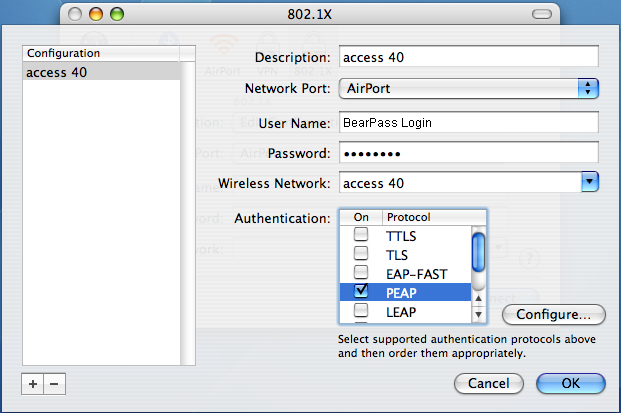 802.1X
Configuration
access 40
Description: access 40
Network Port: AirPort
User Name: BearPass Login
Password: ••••••••
Wireless Network: access 40
Authentication:
On Protocol
TTLS
TLS
EAP-FAST
PEAP
LEAP
Configure...
Select supported authentication protocols above
and then order them appropriately.
+ −
Cancel OK